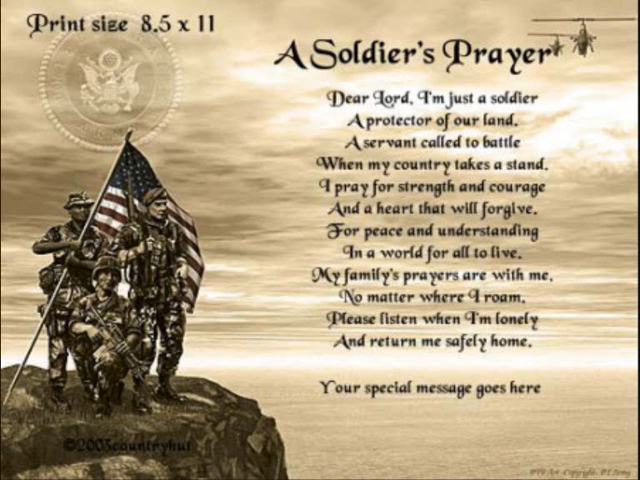 Print size 8.5 x 11
A Soldier's Prayer
Dear Lord, I'm just a soldier
A protector of our land.
A servant called to battle
When my country takes a stand.
I pray for strength and courage
And a heart that will forgive.
For peace and understanding
In a world for all to live.
My family's prayers are with me,
No matter where I roam.
Please listen when I'm lonely
And return me safely home.
Your special message goes here
©2003countryhut